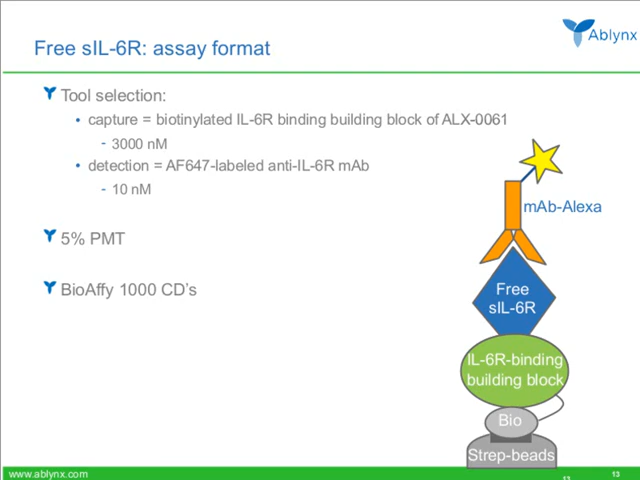 Ablynx
Free sIL-6R: assay format
Tool selection:
• capture = biotinylated IL-6R binding building block of ALX-0061
- 3000 nM
• detection = AF647-labeled anti-IL-6R mAb
- 10 nM
5% PMT
BioAffy 1000 CD’s
mAb-Alexa
Free
sIL-6R
IL-6R-binding
building block
Bio
Strep-beads
www.ablynx.com
13
13